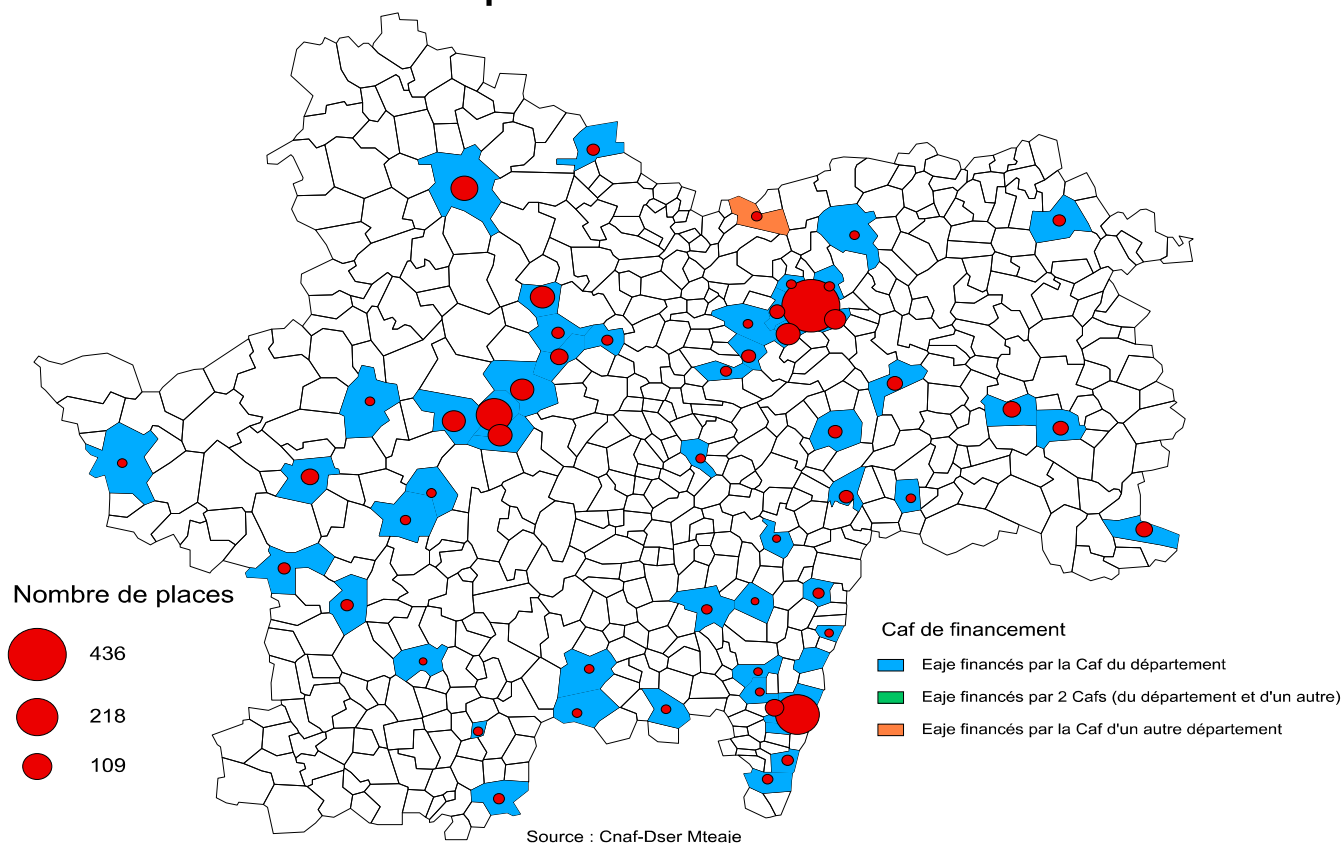 Nombre de places
436
218
109
Caf de financement
Eaje financés par la Caf du département
Eaje financés par 2 Cafs (du département et d'un autre)
Eaje financés par la Caf d'un autre département
Source : Cnaf-Dser Mteaje